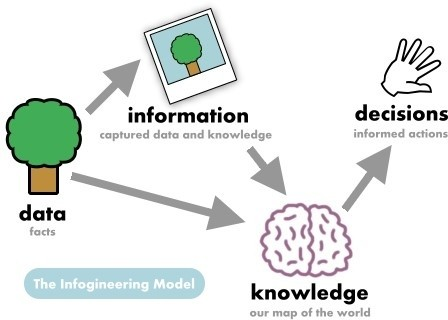 information
captured data and knowledge
decisions
informed actions
data
facts
The Infogineering Model
knowledge
our map of the world